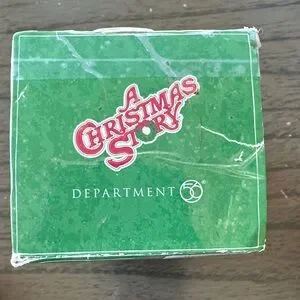 A
CHRISTMAS
STORY
DEPARTMENT 56